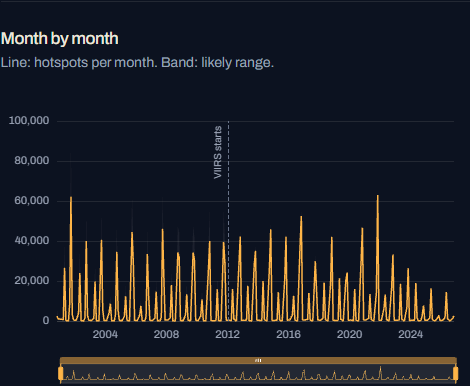 Month by month
Line: hotspots per month. Band: likely range.
100,000
80,000
60,000
40,000
20,000
0
VIIRS starts
2004 2008 2012 2016 2020 2024